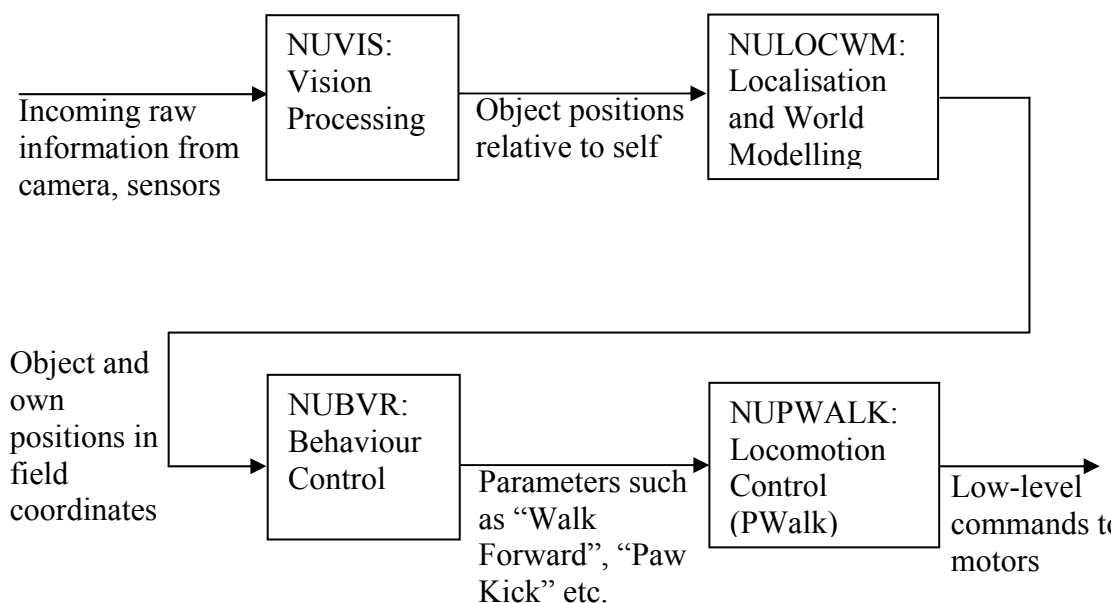 NUVIS:
Vision
Processing
NULOCWM:
Localisation
and World
Modelling
Incoming raw
information from
camera, sensors
Object positions
relative to self
Object and
own
positions in
field
coordinates
NUBVR:
Behaviour
Control
Parameters such
as “Walk
Forward”, “Paw
Kick” etc.
NUPWALK:
Locomotion
Control
(PWalk)
Low-level
commands to
motors